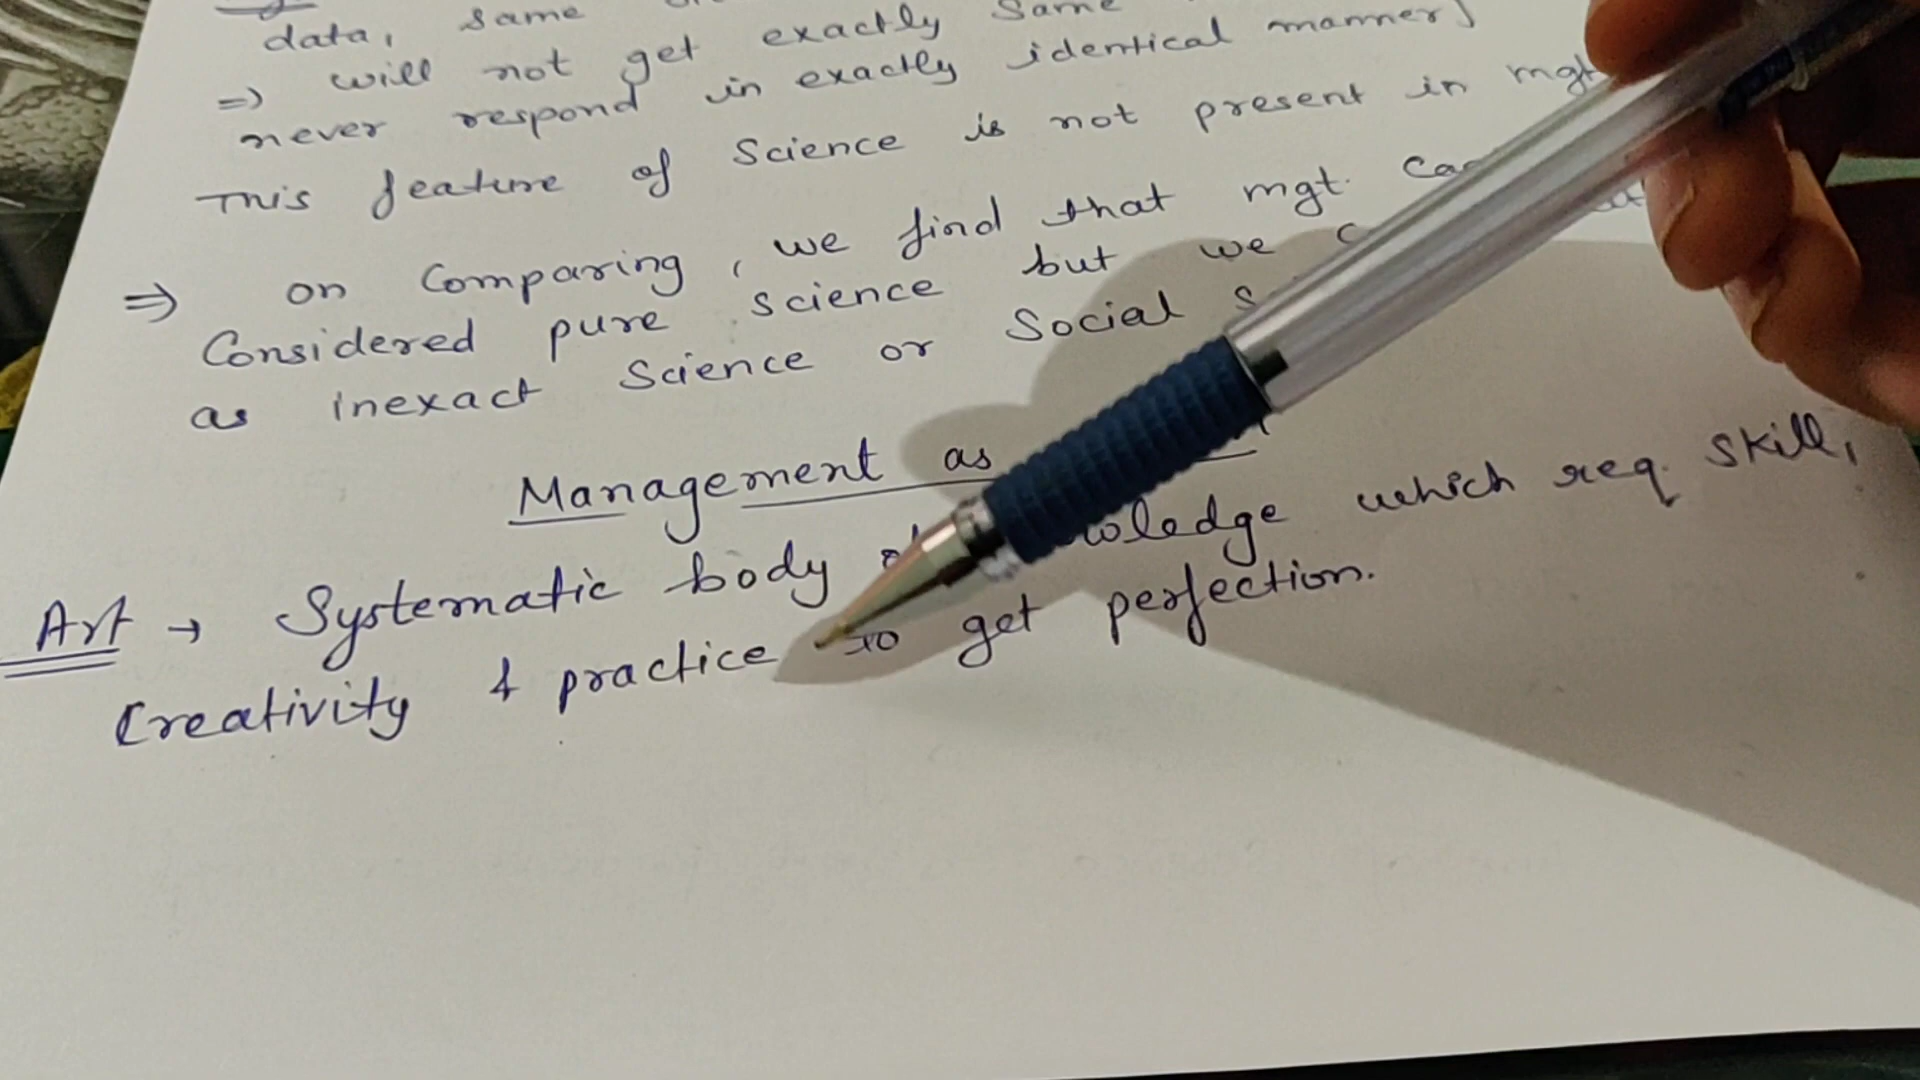 data, same
=) will not get exactly same
never respond in exactly identical manner]
This feature of Science is not present in mgt
=) on Comparing, we find that mgt.
Considered pure science but we
as inexact Science or Social
Management as
Art → Systematic body which req. skill,
Creativity & practice to get perfection.